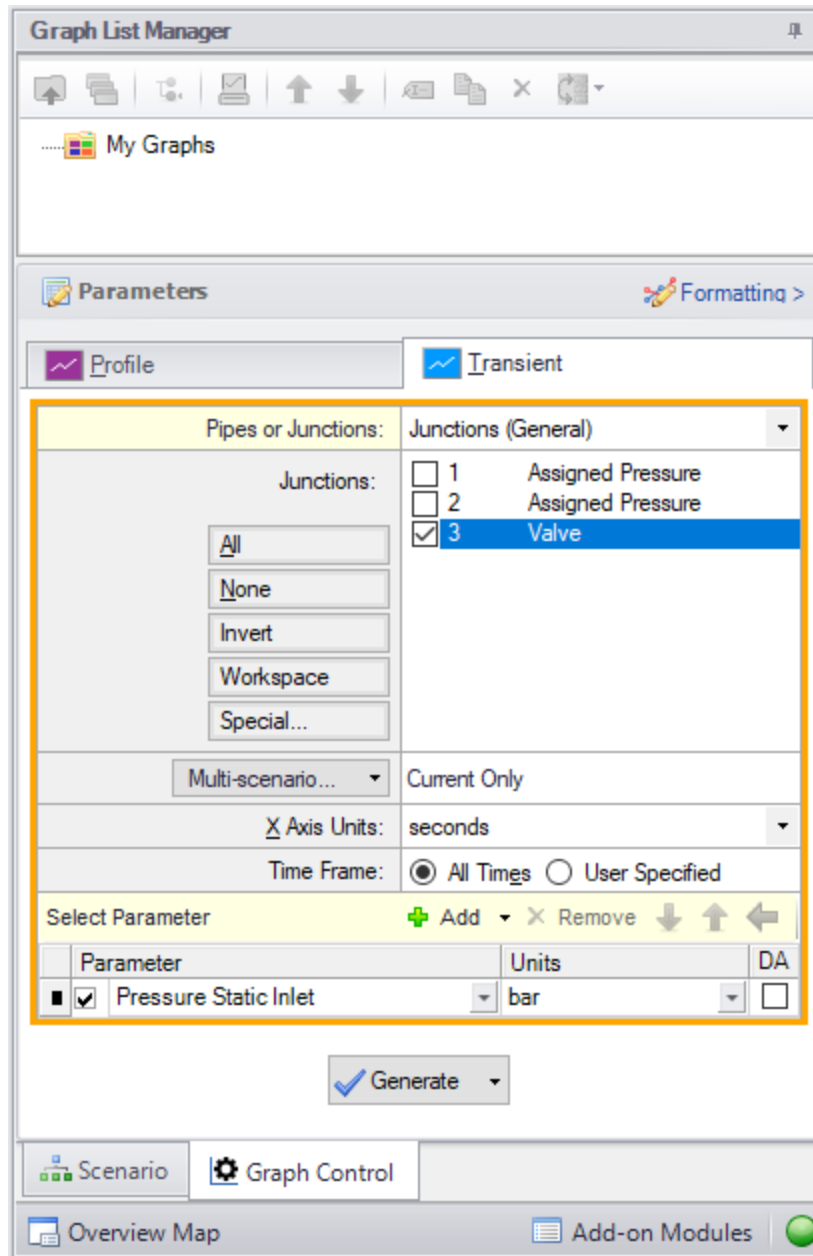 Graph List Manager
My Graphs
Parameters
Formatting >
Profile
Transient
Pipes or Junctions: Junctions (General)
Junctions:
1 Assigned Pressure
2 Assigned Pressure
3 Valve
All
None
Invert
Workspace
Special...
Multi-scenario... Current Only
X Axis Units: seconds
Time Frame: All Times User Specified
Select Parameter Add Remove
Parameter Units DA
Pressure Static Inlet bar
Generate
Scenario Graph Control
Overview Map Add-on Modules